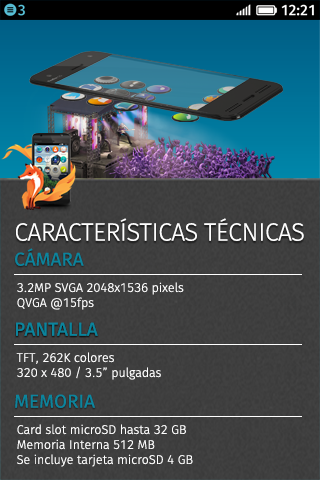 3
12:21
CARACTERÍSTICAS TÉCNICAS
CÁMARA
3.2MP SVGA 2048x1536 pixels
QVGA @15fps
PANTALLA
TFT, 262K colores
320 x 480 / 3.5” pulgadas
MEMORIA
Card slot microSD hasta 32 GB
Memoria Interna 512 MB
Se incluye tarjeta microSD 4 GB